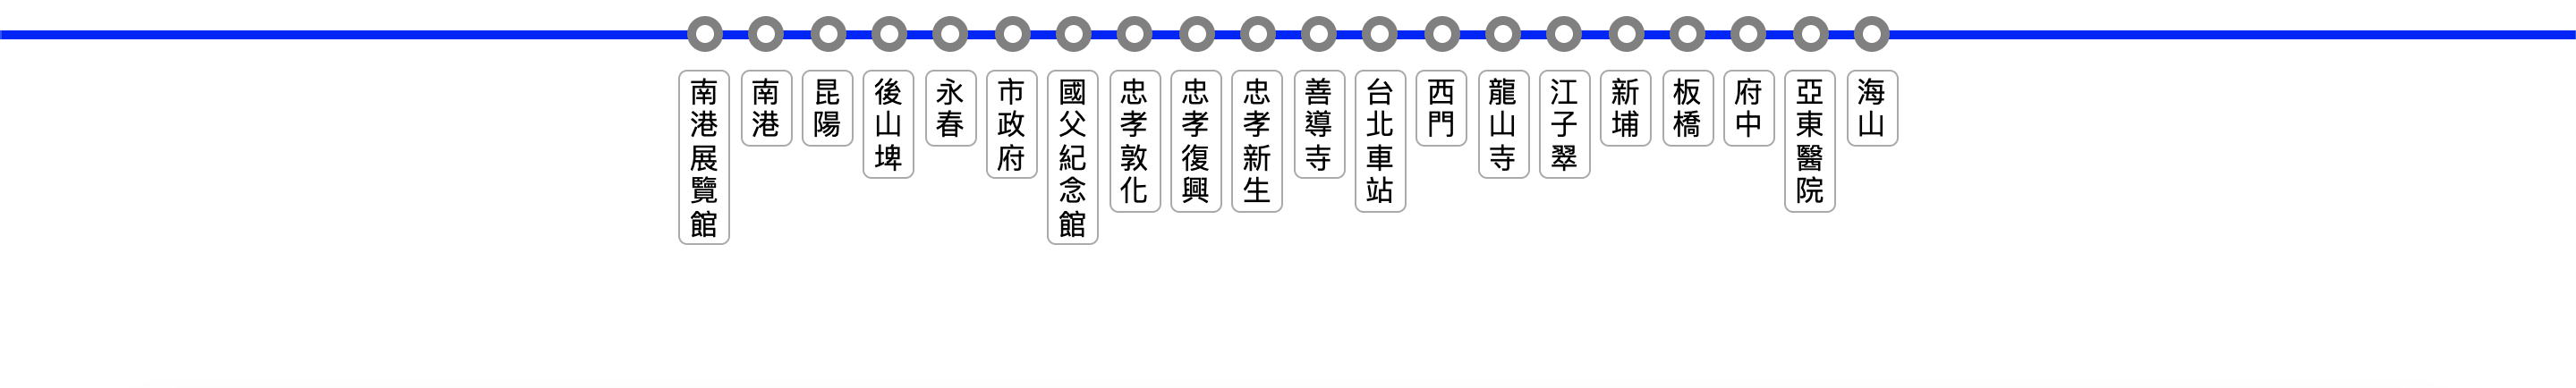 南港展覽館
南港
昆陽
後山埤
永春
市政府
國父紀念館
忠孝敦化
忠孝復興
忠孝新生
善導寺
台北車站
西門
龍山寺
江子翠
新埔
板橋
府中
亞東醫院
海山